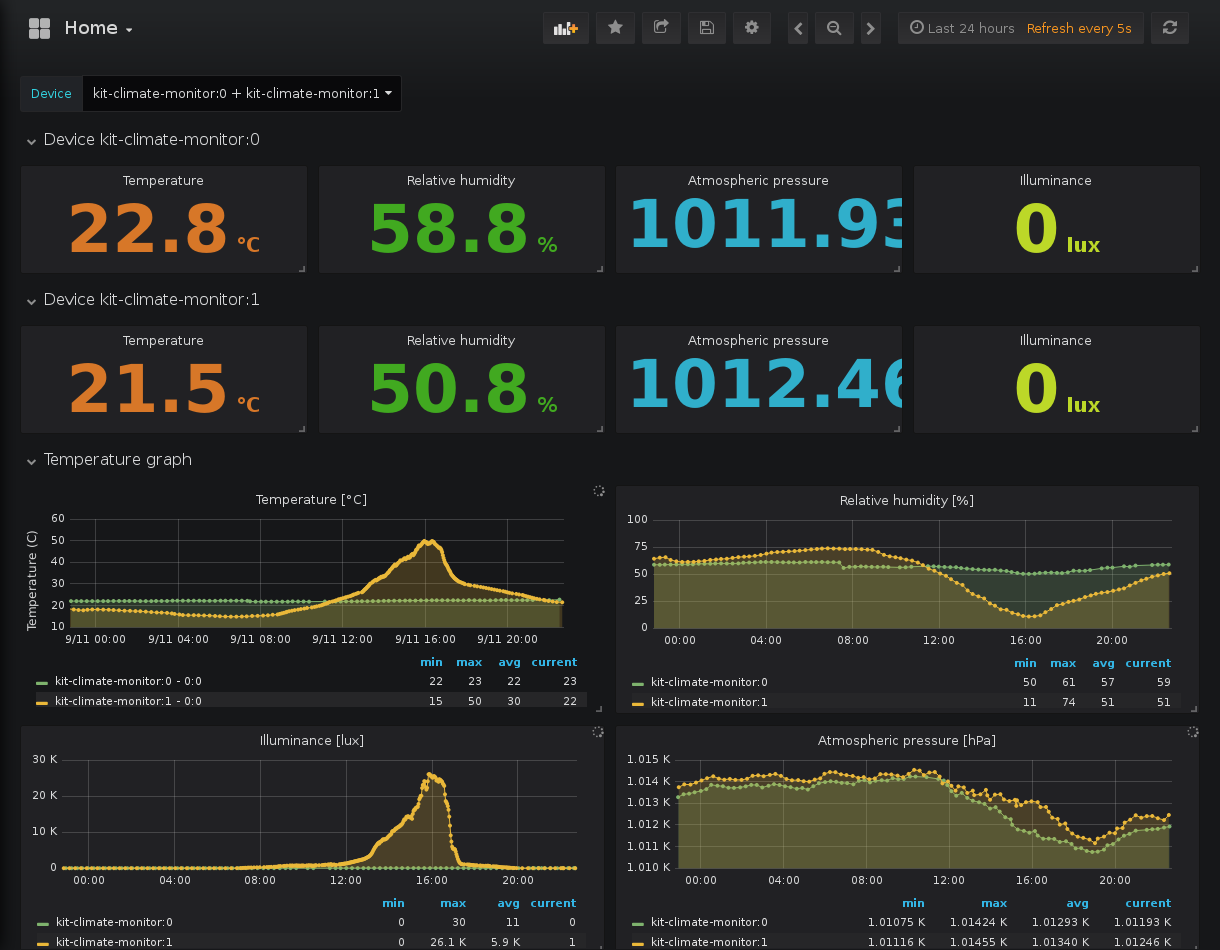 Home
Last 24 hours Refresh every 5s
Device kit-climate-monitor:0 + kit-climate-monitor:1
Device kit-climate-monitor:0
Temperature Relative humidity Atmospheric pressure Illuminance
22.8 °C 58.8 % 1011.93 0 lux
Device kit-climate-monitor:1
Temperature Relative humidity Atmospheric pressure Illuminance
21.5 °C 50.8 % 1012.46 0 lux
Temperature graph
Temperature [°C]
Temperature (C)
60
50
40
30
20
10
9/11 00:00 9/11 04:00 9/11 08:00 9/11 12:00 9/11 16:00 9/11 20:00
min max avg current
kit-climate-monitor:0 - 0:0 22 23 22 23
kit-climate-monitor:1 - 0:0 15 50 30 22
Relative humidity [%]
100
75
50
25
0
00:00 04:00 08:00 12:00 16:00 20:00
min max avg current
kit-climate-monitor:0 50 61 57 59
kit-climate-monitor:1 11 74 51 51
Illuminance [lux]
30 K
20 K
10 K
0
00:00 04:00 08:00 12:00 16:00 20:00
min max avg current
kit-climate-monitor:0 0 30 11 0
kit-climate-monitor:1 0 26.1 K 5.9 K 1
Atmospheric pressure [hPa]
1.015 K
1.014 K
1.013 K
1.012 K
1.011 K
1.010 K
00:00 04:00 08:00 12:00 16:00 20:00
min max avg current
kit-climate-monitor:0 1.01075 K 1.01424 K 1.01293 K 1.01193 K
kit-climate-monitor:1 1.01116 K 1.01455 K 1.01340 K 1.01246 K